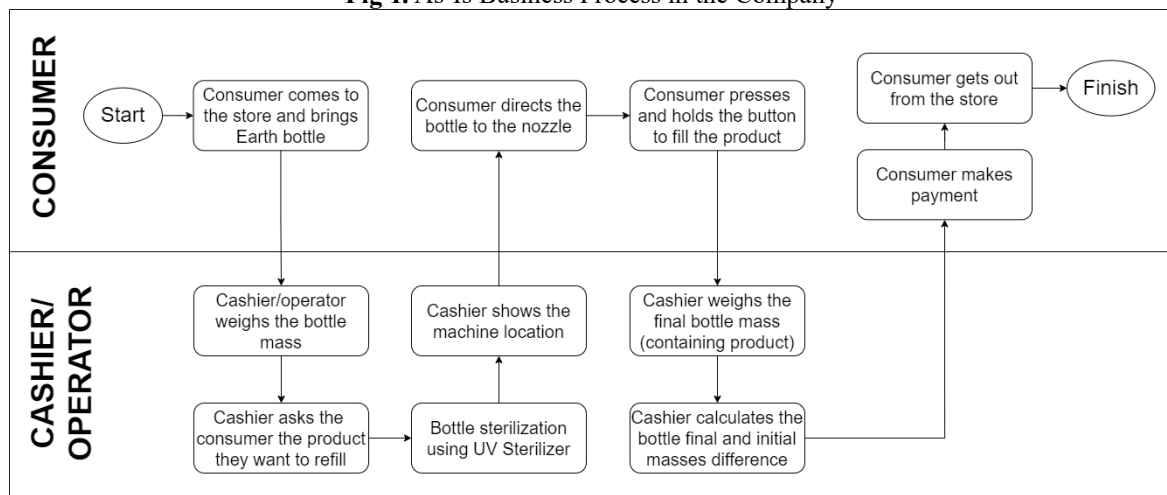 Fig 1. As-Is Business Process in the Company
CONSUMER
Start
Consumer comes to
the store and brings
Earth bottle
Consumer directs the
bottle to the nozzle
Consumer presses
and holds the button
to fill the product
Consumer gets out
from the store
Finish
Consumer makes
payment
CASHIER/
OPERATOR
Cashier/operator
weighs the bottle
mass
Cashier shows the
machine location
Cashier weighs the
final bottle mass
(containing product)
Cashier asks the
consumer the product
they want to refill
Bottle sterilization
using UV Sterilizer
Cashier calculates the
bottle final and initial
masses difference